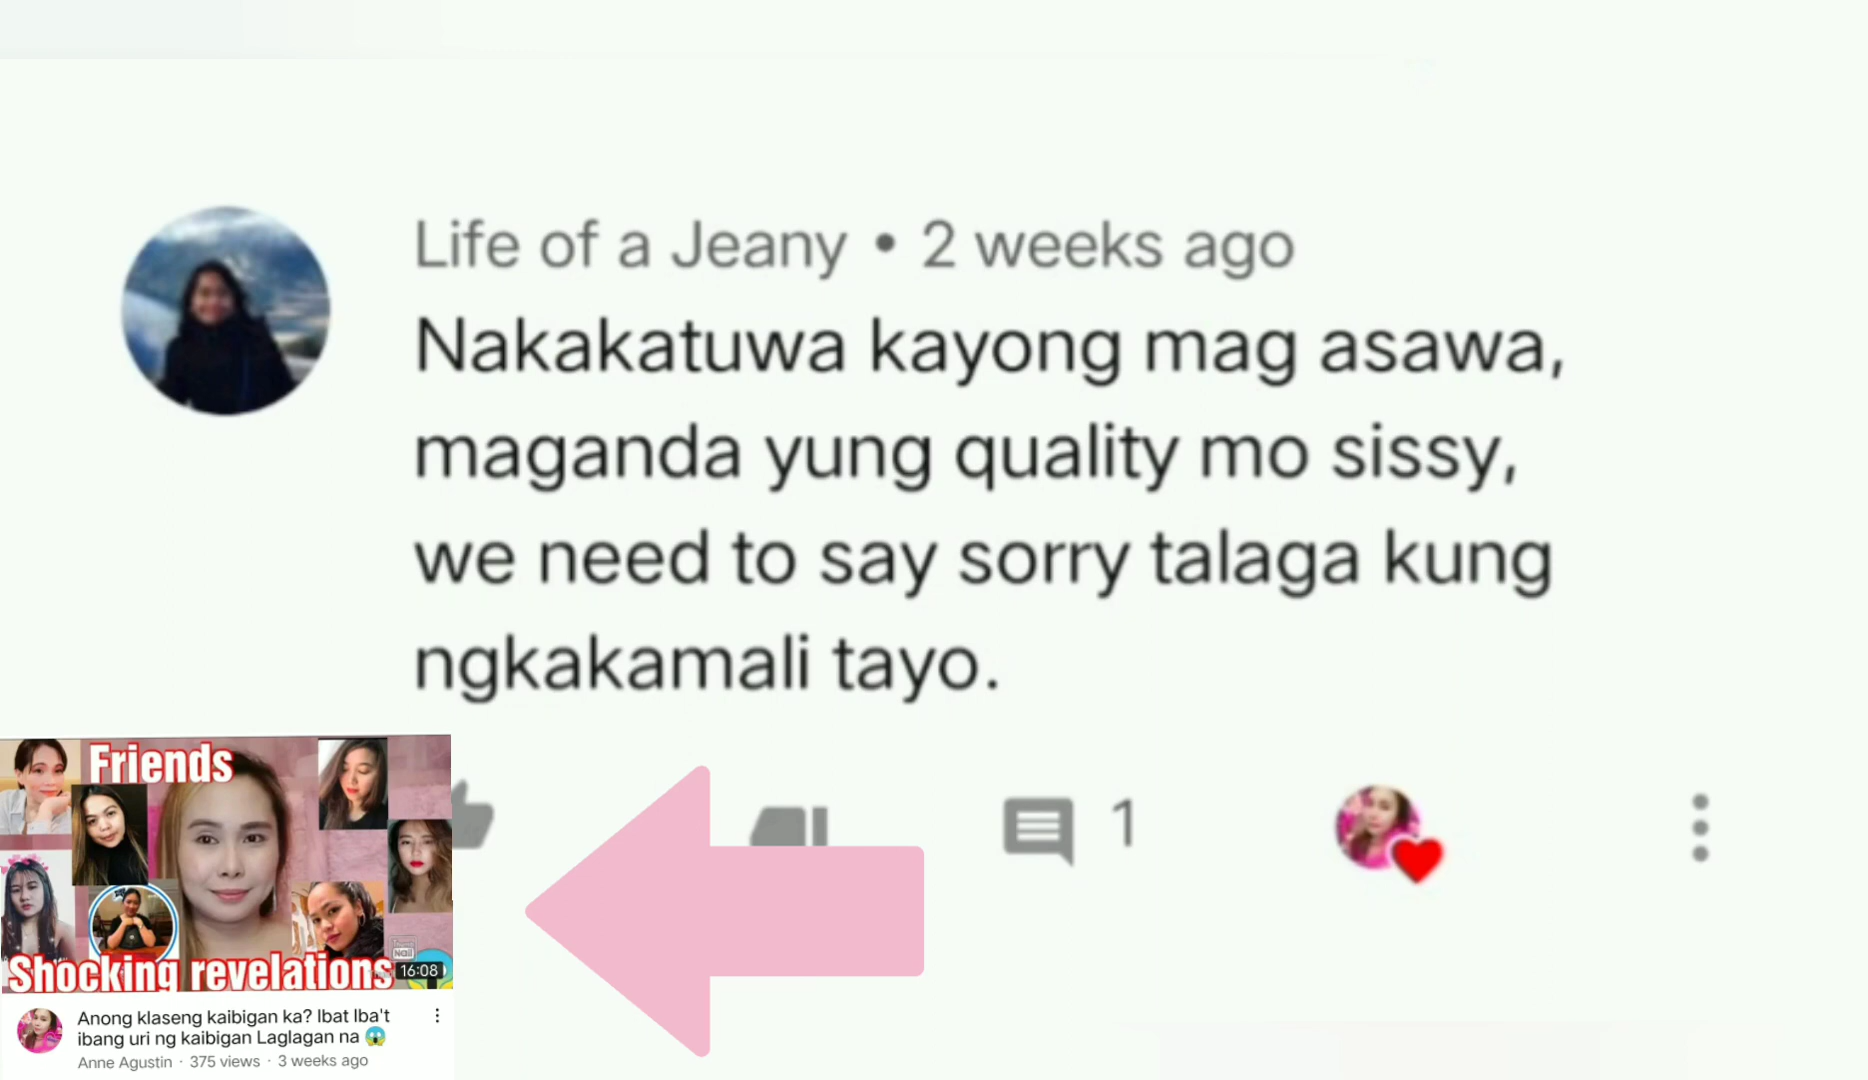 Life of a Jeany • 2 weeks ago
Nakakatuwa kayong mag asawa,
maganda yung quality mo sissy,
we need to say sorry talaga kung
ngkakamali tayo.
1
Friends
Shocking revelations
16:08
Anong klaseng kaibigan ka? Ibat Iba't
ibang uri ng kaibigan Laglagan na 😱
Anne Agustin · 375 views · 3 weeks ago